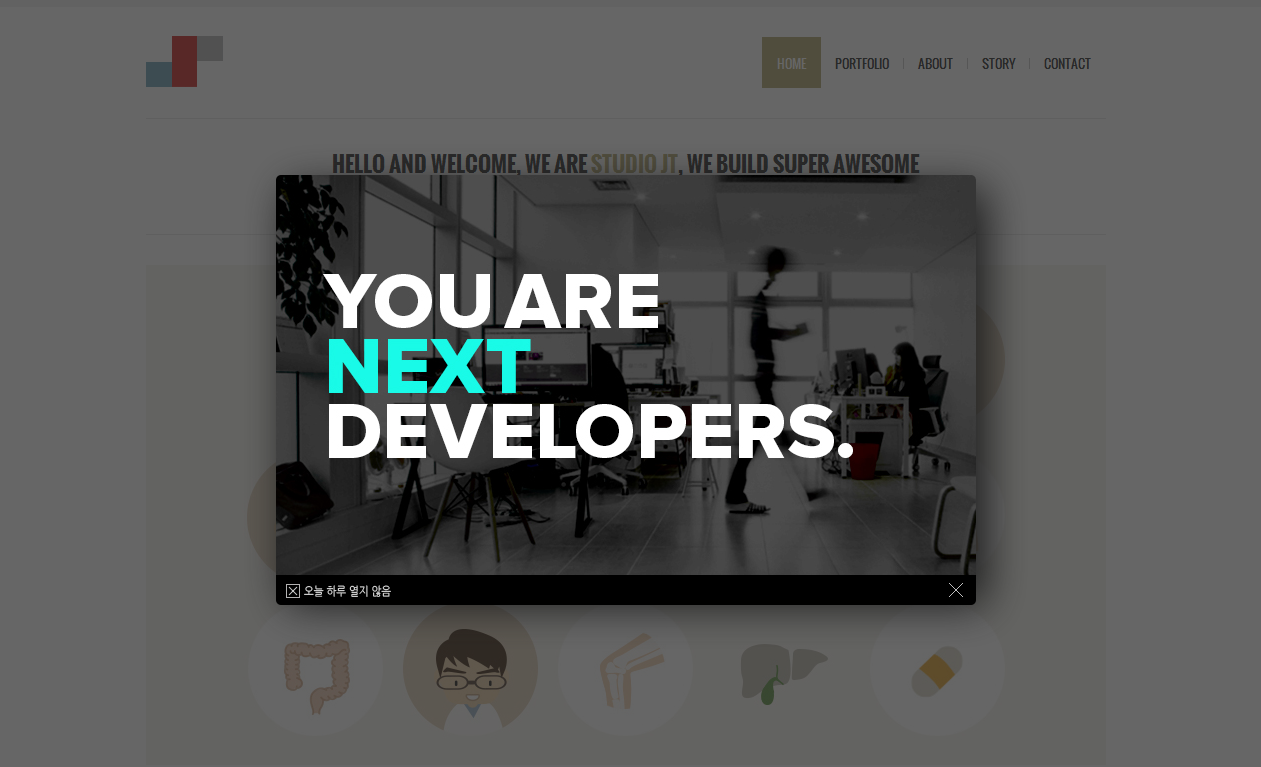 HOME PORTFOLIO ABOUT STORY CONTACT
HELLO AND WELCOME, WE ARE STUDIO JT, WE BUILD SUPER AWESOME
YOU ARE
NEXT
DEVELOPERS.
오늘 하루 열지 않음